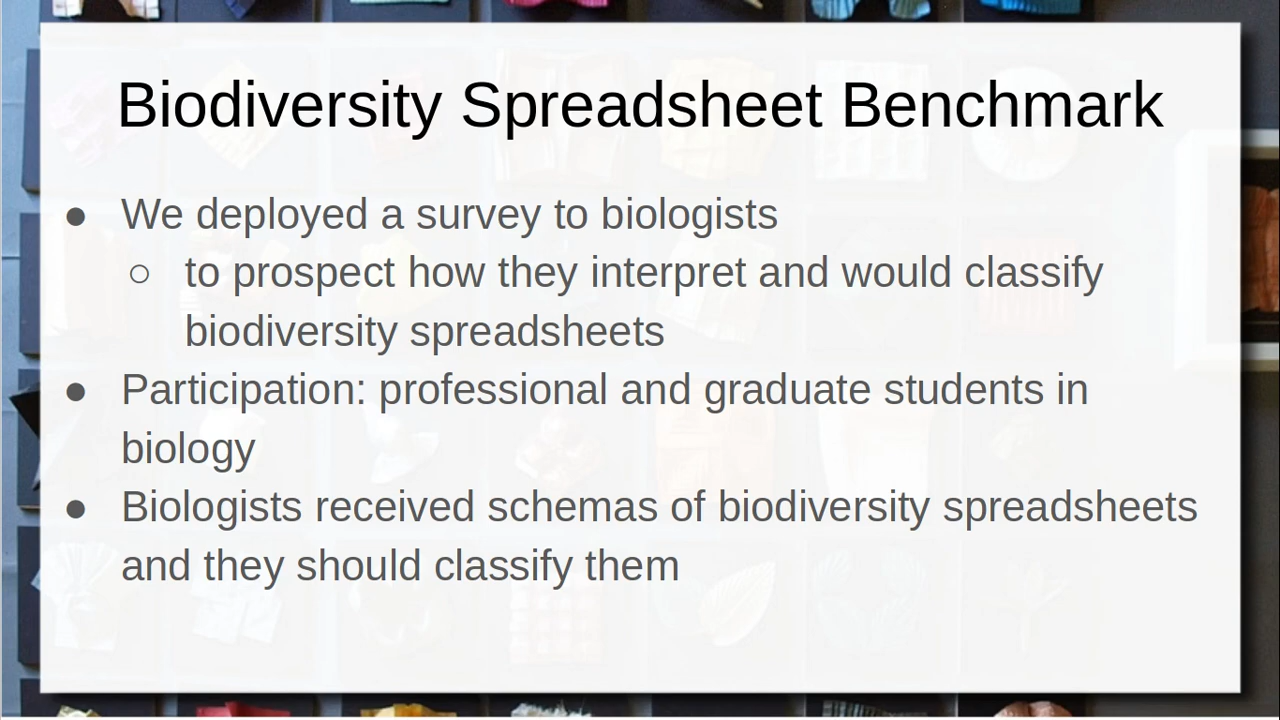 Biodiversity Spreadsheet Benchmark
● We deployed a survey to biologists
○ to prospect how they interpret and would classify
biodiversity spreadsheets
● Participation: professional and graduate students in
biology
● Biologists received schemas of biodiversity spreadsheets
and they should classify them